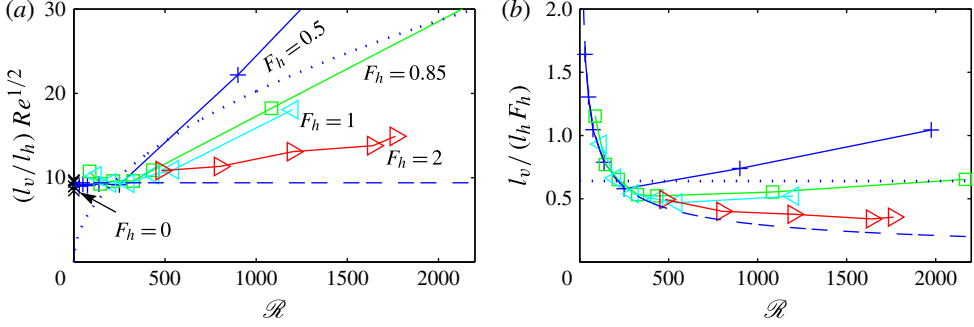 (a)
30
20
10
0
500
1000
1500
2000
(l_v/l_h) Re^{1/2}
ℛ
F_h = 0.5
F_h = 0.85
F_h = 1
F_h = 2
F_h = 0
(b)
2.0
1.5
1.0
0.5
0
500
1000
1500
2000
l_v/(l_h F_h)
ℛ